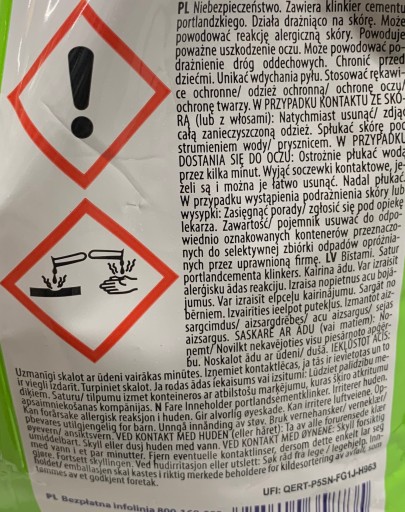 PL Niebezpieczeństwo. Zawiera klinkier cementu
portlandzkiego. Działa drażniąco na skórę. Może
powodować reakcję alergiczną skóry. Powoduje
poważne uszkodzenie oczu. Może powodować po-
drażnienie dróg oddechowych. Chronić przed
dziećmi. Unikać wdychania pyłu. Stosować rękawi-
ce ochronne/ odzież ochronną/ ochronę oczu/
ochronę twarzy. W PRZYPADKU KONTAKTU ZE SKÓ-
RĄ (lub z włosami): Natychmiast usunąć/ zdjąć
całą zanieczyszczoną odzież. Spłukać skórę pod
strumieniem wody/ prysznicem. W PRZYPADKU
DOSTANIA SIĘ DO OCZU: Ostrożnie płukać wodą
przez kilka minut. Wyjąć soczewki kontaktowe, je-
żeli są i można je łatwo usunąć. Nadal płukać.
W przypadku wystąpienia podrażnienia skóry lub
wysypki: Zasięgnąć porady/ zgłosić się pod opiekę
lekarza. Zawartość/ pojemnik usuwać do odpo-
wiednio oznakowanych kontenerów przeznaczo-
nych do selektywnej zbiórki odpadów opróżnia-
nych przez uprawnioną firmę. LV Bīstami. Satur
portlandcementa klinkers. Kairina ādu. Var izraisīt
alerģisku ādas reakciju. Izraisa nopietnus acu bojā-
jumus. Var izraisīt elpceļu kairinājumu. Sargāt no
bērniem. Izvairīties ieelpot putekļus. Izmantot aiz-
sargcimdus/ aizsargdrēbes/ acu aizsargus/ sejas
aizsargus. SASKARĒ AR ĀDU (vai matiem): No-
ņemt/ Novilkt nekavējoties visu piesārņoto apģēr-
bu. Noskalot ādu ar ūdeni/ dušā. IEKĻŪSTOT ACĪS:
Uzmanīgi skalot ar ūdeni vairākas minūtes. Izņemiet kontaktlēcas, ja tās ir ievietotas un to
ir viegli izdarīt. Turpiniet skalot. Ja rodas ādas iekaisums vai izsitumi: Lūdziet palīdzību me-
diķiem. Saturu/ tilpumu izmet konteineros ar atbilstošu marķējumu, kuras
apsaimniekošanas kompānijas. N Fare Inneholder portlandsementklinker. Irriterer huden.
Kan forårsake allergisk reaksjon i huden. Gir alvorlig øyeskade. Kan irritere luftveiene. Opp-
bevares utilgjengelig for barn. Unngå innånding av støv. Bruk vernehansker/ verneklær/
øyevern/ ansiktsvern. VED KONTAKT MED HUDEN (eller håret): Ta av alle forurensede klær
umiddelbart. Skyll eller dusj huden med vann. VED KONTAKT MED ØYNENE: Skyll forsiktig
med vann i et par minutter. Fjern eventuelle kontaktlinser, dersom dette enkelt lar seg
gjøre. Fortsett skyllingen. Ved hudirritasjon eller utslett: Søk råd fra lege / legehjelp. Inn-
holdet/ emballasjen skal kastes i riktig merkede beholdere for kildesortering av avfall, som
tømmes av et godkjent foretak.
UFI: QERT-P5SN-FG1J-H963
PL Bezpłatna infolinia 800